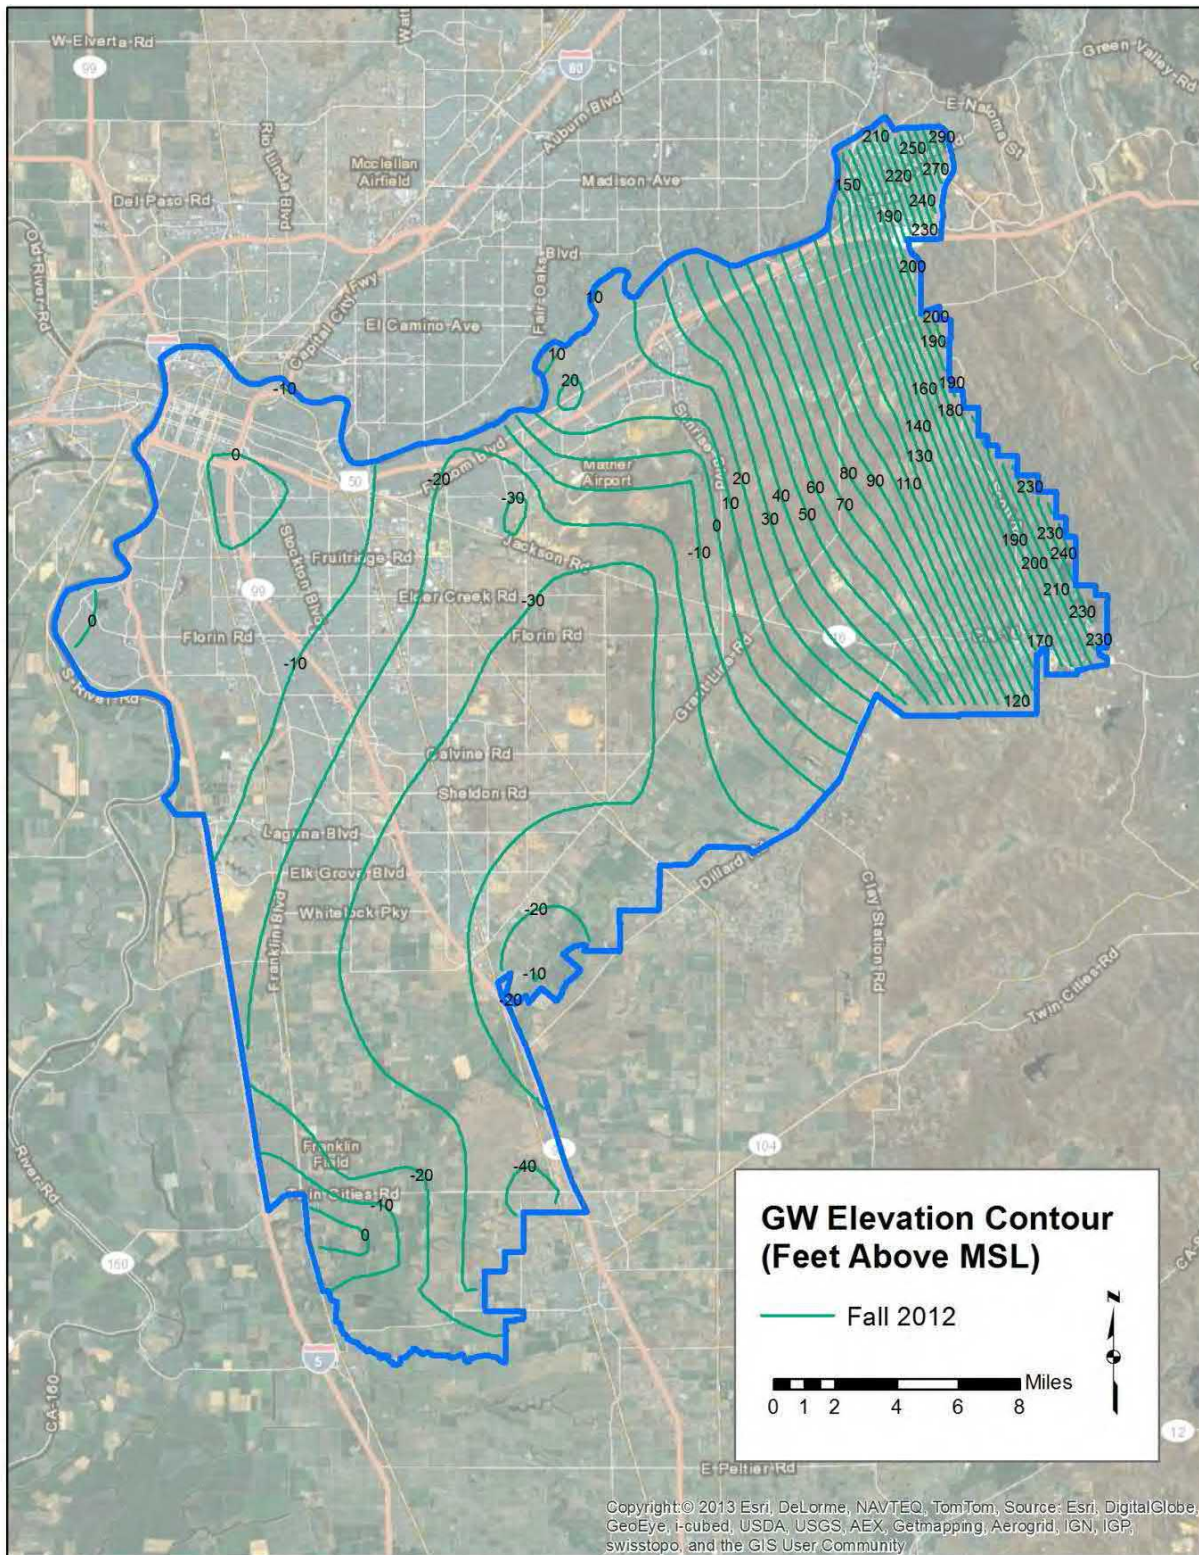 W Elverta Rd
99
80
Green Valley Rd
Auburn Blvd
E Natoma St
Rio Linda Blvd
Mcclellan
Airfield
Madison Ave
Del Paso Rd
210
290
250
270
220
150
240
190
230
Blvd
200
Fair Oaks
Capital City Fwy
10
El Camino Ave
200
190
10
20
-10
160
190
180
140
0
50
Folsom Blvd
-20
Mather
Airport
-30
130
20
10
40
30
60
50
80
70
90
110
0
-10
230
190
230
240
200
210
230
230
170
120
Stockton Blvd
Fruitridge Rd
Jackson Rd
99
Elder Creek Rd
-30
0
Florin Rd
Florin Rd
16
-10
Grant Line Rd
S River Rd
Calvine Rd
Sheldon Rd
Laguna Blvd
Elk Grove Blvd
Dillard
Franklin Blvd
Whitelock Pky
-20
Clay Station Rd
-10
-20
Twin Cities Rd
River Rd
Franklin
Field
104
-20
-40
Twin Cities Rd
-10
0
160
5
CA-160
12
E Peltier Rd
GW Elevation Contour
(Feet Above MSL)
Fall 2012
N
Miles
0 1 2 4 6 8
Copyright:© 2013 Esri, DeLorme, NAVTEQ, TomTom, Source: Esri, DigitalGlobe,
GeoEye, i-cubed, USDA, USGS, AEX, Getmapping, Aerogrid, IGN, IGP,
swisstopo, and the GIS User Community